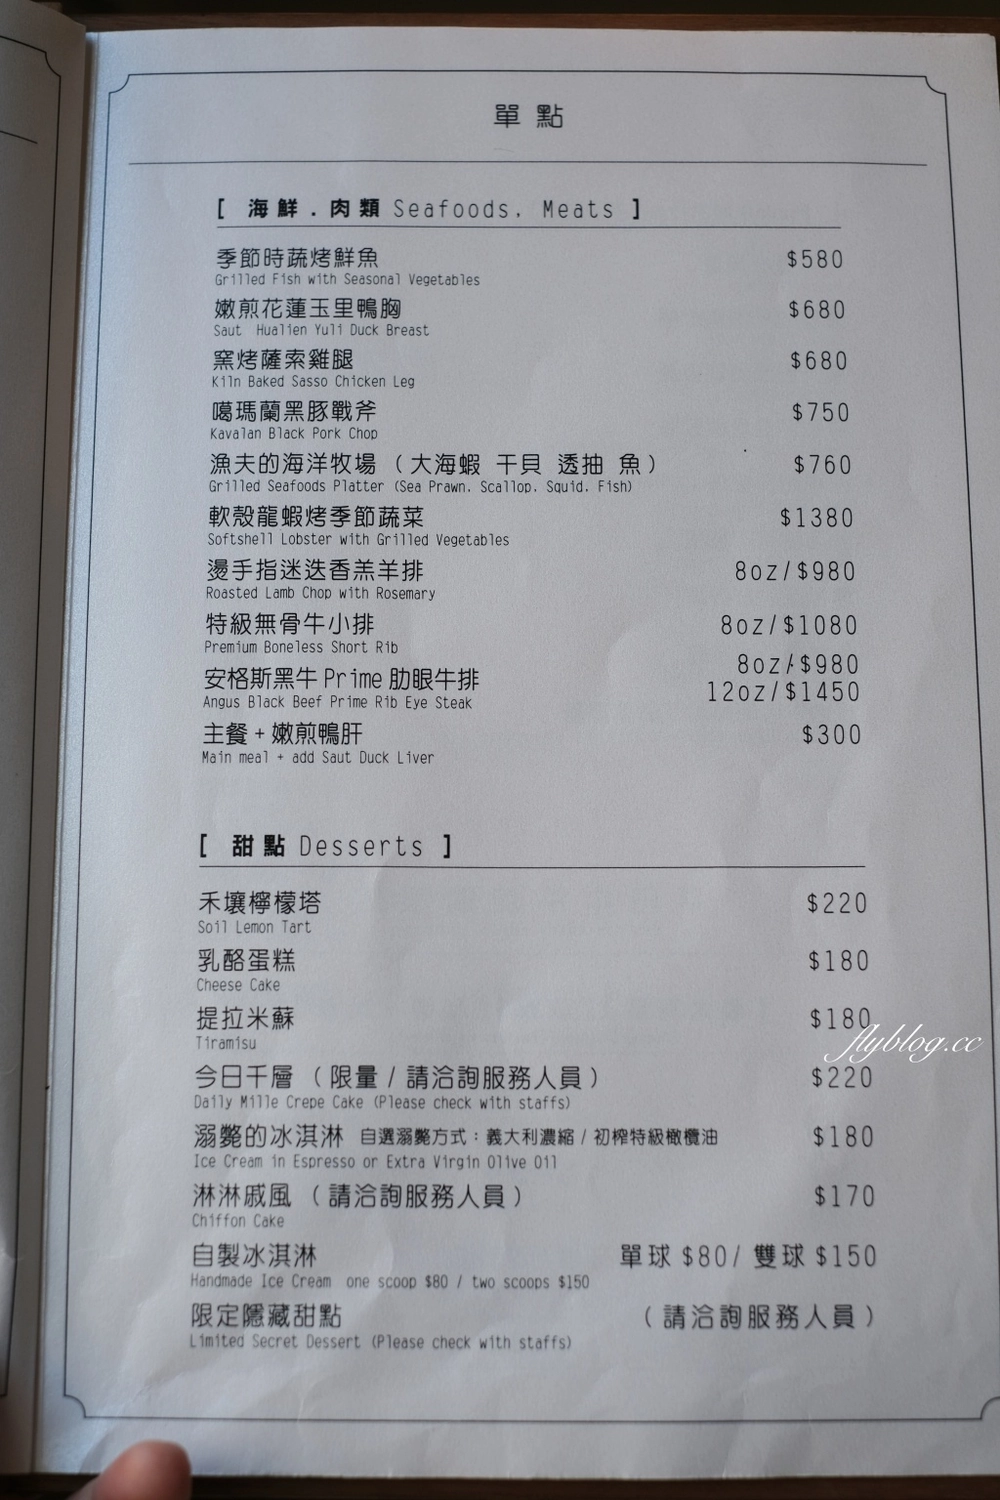 單點
[ 海鮮.肉類 Seafoods, Meats ]
季節時蔬烤鮮魚 $580
Grilled Fish with Seasonal Vegetables
嫩煎花蓮玉里鴨胸 $680
Saut Hualien Yuli Duck Breast
窯烤薩索雞腿 $680
Kiln Baked Sasso Chicken Leg
噶瑪蘭黑豚戰斧 $750
Kavalan Black Pork Chop
漁夫的海洋牧場（大海蝦 干貝 透抽 魚） $760
Grilled Seafoods Platter (Sea Prawn, Scallop, Squid, Fish)
軟殼龍蝦烤季節蔬菜 $1380
Softshell Lobster with Grilled Vegetables
燙手指迷迭香羔羊排 8oz/$980
Roasted Lamb Chop with Rosemary
特級無骨牛小排 8oz/$1080
Premium Boneless Short Rib
安格斯黑牛 Prime 肋眼牛排 8oz/$980
12oz/$1450
Angus Black Beef Prime Rib Eye Steak
主餐 + 嫩煎鴨肝 $300
Main meal + add Saut Duck Liver
[ 甜點 Desserts ]
禾壤檸檬塔 $220
Soil Lemon Tart
乳酪蛋糕 $180
Cheese Cake
提拉米蘇 $180
Tiramisu
今日千層（限量 / 請洽詢服務人員） $220
Daily Mille Crepe Cake (Please check with staffs)
溺斃的冰淇淋 自選溺斃方式：義大利濃縮 / 初榨特級橄欖油 $180
Ice Cream in Espresso or Extra Virgin Olive Oil
淋淋戚風（請洽詢服務人員） $170
Chiffon Cake
自製冰淇淋 單球 $80/ 雙球 $150
Handmade Ice Cream one scoop $80 / two scoops $150
限定隱藏甜點 （請洽詢服務人員）
Limited Secret Dessert (Please check with staffs)
flyblog.cc